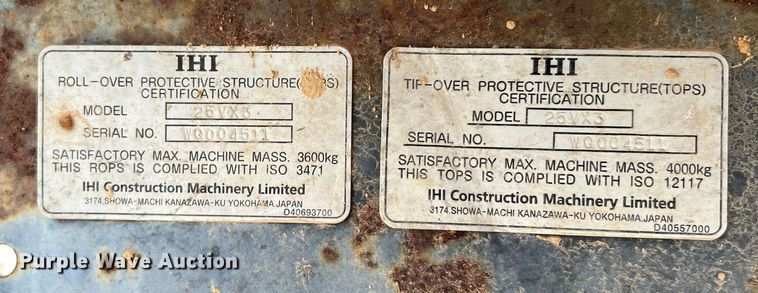 IHI
ROLL-OVER PROTECTIVE STRUCTURE(ROPS)
CERTIFICATION
MODEL 25VX3
SERIAL NO. WQ004511
SATISFACTORY MAX. MACHINE MASS. 3600kg
THIS ROPS IS COMPLIED WITH ISO 3471
IHI Construction Machinery Limited
3174.SHOWA-MACHI KANAZAWA-KU YOKOHAMA.JAPAN
D40693700
IHI
TIP-OVER PROTECTIVE STRUCTURE(TOPS)
CERTIFICATION
MODEL 25VX3
SERIAL NO. WQ004511
SATISFACTORY MAX. MACHINE MASS. 4000kg
THIS TOPS IS COMPLIED WITH ISO 12117
IHI Construction Machinery Limited
3174.SHOWA-MACHI KANAZAWA-KU YOKOHAMA.JAPAN
D40557000
Purple Wave Auction